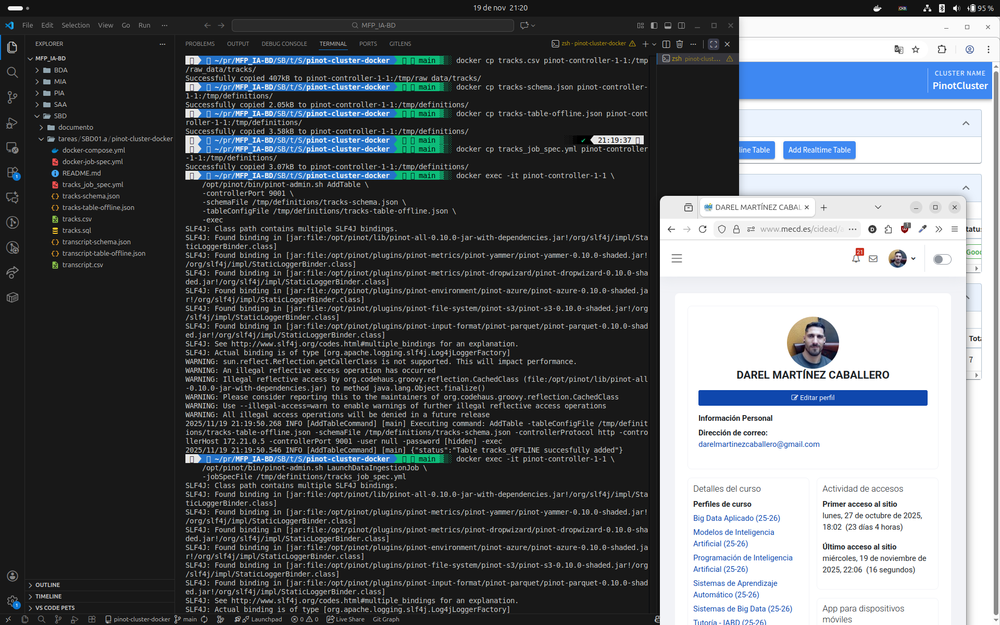 19 de nov 21:20
95 %
File Edit Selection View Go Run
MFP_IA-BD
EXPLORER
MFP_IA-BD
BDA
MIA
PIA
SAA
SBD
documento
tareas / SBD01.a / pinot-cluster-docker
docker-compose.yml
docker-job-spec.yml
README.md
tracks_job_spec.yml
tracks-schema.json
tracks-table-offline.json
tracks.csv
tracks.sql
transcript-schema.json
transcript-table-offline.json
transcript.csv
OUTLINE
TIMELINE
VS CODE PETS
PROBLEMS OUTPUT DEBUG CONSOLE TERMINAL PORTS GITLENS
zsh - pinot-cluster-docker
zsh pinot-clust...
~/pr/MFP_IA-BD/SB/t/S/pinot-cluster-docker main docker cp tracks.csv pinot-controller-1-1:/tmp
/raw_data/tracks/
Successfully copied 407kB to pinot-controller-1-1:/tmp/raw_data/tracks/
~/pr/MFP_IA-BD/SB/t/S/pinot-cluster-docker main docker cp tracks-schema.json pinot-controller-
1-1:/tmp/definitions/
Successfully copied 2.05kB to pinot-controller-1-1:/tmp/definitions/
~/pr/MFP_IA-BD/SB/t/S/pinot-cluster-docker main docker cp tracks-table-offline.json pinot-cont
roller-1-1:/tmp/definitions/
Successfully copied 3.58kB to pinot-controller-1-1:/tmp/definitions/
~/pr/MFP_IA-BD/SB/t/S/pinot-cluster-docker main ✔ 21:19:37
~/pr/MFP_IA-BD/SB/t/S/pinot-cluster-docker main docker cp tracks_job_spec.yml pinot-controller
-1-1:/tmp/definitions/
Successfully copied 3.07kB to pinot-controller-1-1:/tmp/definitions/
~/pr/MFP_IA-BD/SB/t/S/pinot-cluster-docker main docker exec -it pinot-controller-1-1 \
/opt/pinot/bin/pinot-admin.sh AddTable \
-controllerPort 9001 \
-schemaFile /tmp/definitions/tracks-schema.json \
-tableConfigFile /tmp/definitions/tracks-table-offline.json \
-exec
SLF4J: Class path contains multiple SLF4J bindings.
SLF4J: Found binding in [jar:file:/opt/pinot/lib/pinot-all-0.10.0-jar-with-dependencies.jar!/org/slf4j/impl/Sta
ticLoggerBinder.class]
SLF4J: Found binding in [jar:file:/opt/pinot/plugins/pinot-metrics/pinot-yammer/pinot-yammer-0.10.0-shaded.jar!
/org/slf4j/impl/StaticLoggerBinder.class]
SLF4J: Found binding in [jar:file:/opt/pinot/plugins/pinot-metrics/pinot-dropwizard/pinot-dropwizard-0.10.0-sha
ded.jar!/org/slf4j/impl/StaticLoggerBinder.class]
SLF4J: Found binding in [jar:file:/opt/pinot/plugins/pinot-environment/pinot-azure/pinot-azure-0.10.0-shaded.ja
r!/org/slf4j/impl/StaticLoggerBinder.class]
SLF4J: Found binding in [jar:file:/opt/pinot/plugins/pinot-file-system/pinot-s3/pinot-s3-0.10.0-shaded.jar!/org
/slf4j/impl/StaticLoggerBinder.class]
SLF4J: Found binding in [jar:file:/opt/pinot/plugins/pinot-input-format/pinot-parquet/pinot-parquet-0.10.0-shad
ed.jar!/org/slf4j/impl/StaticLoggerBinder.class]
SLF4J: See http://www.slf4j.org/codes.html#multiple_bindings for an explanation.
SLF4J: Actual binding is of type [org.apache.logging.slf4j.Log4jLoggerFactory]
WARNING: sun.reflect.Reflection.getCallerClass is not supported. This will impact performance.
WARNING: An illegal reflective access operation has occurred
WARNING: Illegal reflective access by org.codehaus.groovy.reflection.CachedClass (file:/opt/pinot/lib/pinot-all
-0.10.0-jar-with-dependencies.jar) to method java.lang.Object.finalize()
WARNING: Please consider reporting this to the maintainers of org.codehaus.groovy.reflection.CachedClass
WARNING: Use --illegal-access=warn to enable warnings of further illegal reflective access operations
WARNING: All illegal access operations will be denied in a future release
2025/11/19 21:19:50.268 INFO [AddTableCommand] [main] Executing command: AddTable -tableConfigFile /tmp/definit
ions/tracks-table-offline.json -schemaFile /tmp/definitions/tracks-schema.json -controllerProtocol http -contro
llerHost 172.21.0.5 -controllerPort 9001 -user null -password [hidden] -exec
2025/11/19 21:19:50.546 INFO [AddTableCommand] [main] {"status":"Table tracks_OFFLINE succesfully added"}
~/pr/MFP_IA-BD/SB/t/S/pinot-cluster-docker main docker exec -it pinot-controller-1-1 \
/opt/pinot/bin/pinot-admin.sh LaunchDataIngestionJob \
-jobSpecFile /tmp/definitions/tracks_job_spec.yml
SLF4J: Class path contains multiple SLF4J bindings.
SLF4J: Found binding in [jar:file:/opt/pinot/lib/pinot-all-0.10.0-jar-with-dependencies.jar!/org/slf4j/impl/Sta
ticLoggerBinder.class]
SLF4J: Found binding in [jar:file:/opt/pinot/plugins/pinot-metrics/pinot-yammer/pinot-yammer-0.10.0-shaded.jar!
/org/slf4j/impl/StaticLoggerBinder.class]
SLF4J: Found binding in [jar:file:/opt/pinot/plugins/pinot-metrics/pinot-dropwizard/pinot-dropwizard-0.10.0-sha
ded.jar!/org/slf4j/impl/StaticLoggerBinder.class]
SLF4J: Found binding in [jar:file:/opt/pinot/plugins/pinot-environment/pinot-azure/pinot-azure-0.10.0-shaded.ja
r!/org/slf4j/impl/StaticLoggerBinder.class]
SLF4J: Found binding in [jar:file:/opt/pinot/plugins/pinot-file-system/pinot-s3/pinot-s3-0.10.0-shaded.jar!/org
/slf4j/impl/StaticLoggerBinder.class]
SLF4J: Found binding in [jar:file:/opt/pinot/plugins/pinot-input-format/pinot-parquet/pinot-parquet-0.10.0-shad
ed.jar!/org/slf4j/impl/StaticLoggerBinder.class]
SLF4J: See http://www.slf4j.org/codes.html#multiple_bindings for an explanation.
SLF4J: Actual binding is of type [org.apache.logging.slf4j.Log4jLoggerFactory]
pinot-cluster-docker main Launchpad 0 0 Live Share Git Graph
CLUSTER NAME
PinotCluster
line Table
Add Realtime Table
tatus
Good
Tota
7
DAREL MARTÍNEZ CABAL
www.mecd.es/cidead/a
21
DAREL MARTÍNEZ CABALLERO
Editar perfil
Información Personal
Dirección de correo:
darelmartinezcaballero@gmail.com
Detalles del curso
Perfiles de curso
Big Data Aplicado (25-26)
Modelos de Inteligencia
Artificial (25-26)
Programación de Inteligencia
Artificial (25-26)
Sistemas de Aprendizaje
Automático (25-26)
Sistemas de Big Data (25-26)
Tutoría - IABD (25-26)
Actividad de accesos
Primer acceso al sitio
lunes, 27 de octubre de 2025,
18:02 (23 días 4 horas)
Último acceso al sitio
miércoles, 19 de noviembre de
2025, 22:06 (16 segundos)
App para dispositivos
móviles